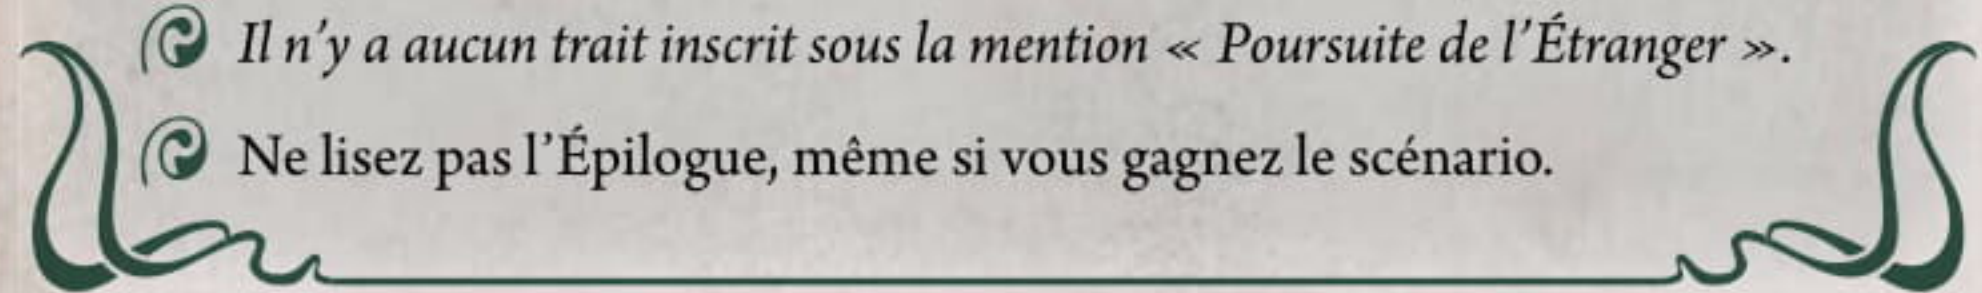 Il n’y a aucun trait inscrit sous la mention « Poursuite de l’Étranger ».
Ne lisez pas l’Épilogue, même si vous gagnez le scénario.